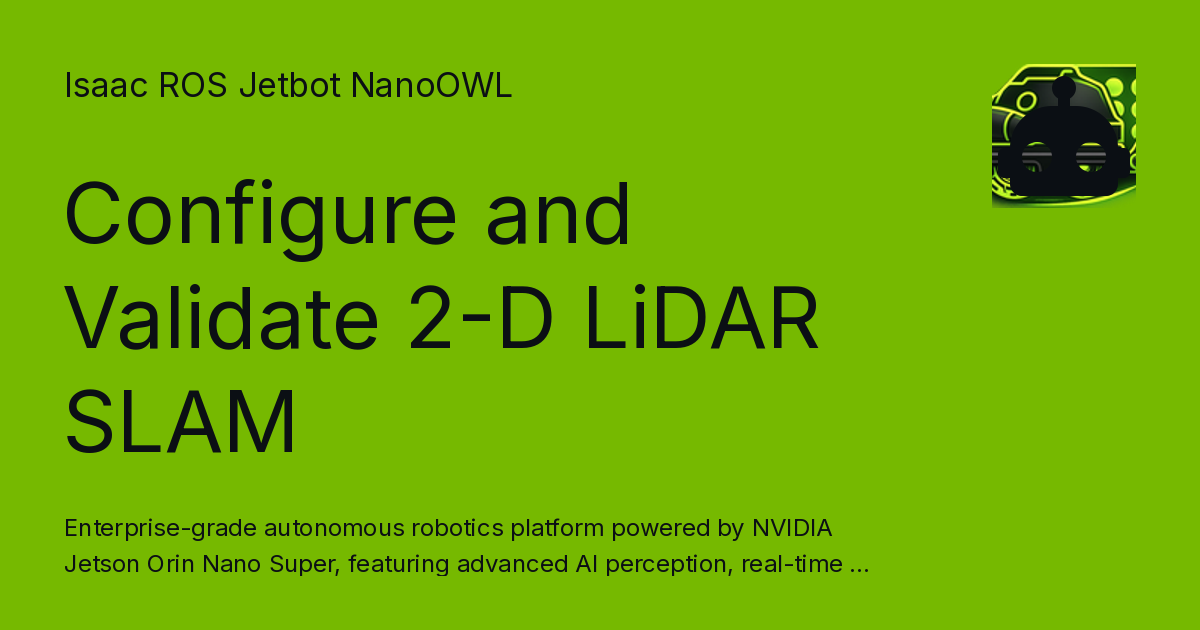 Isaac ROS Jetbot NanoOWL
Configure and
Validate 2-D LiDAR
SLAM
Enterprise-grade autonomous robotics platform powered by NVIDIA
Jetson Orin Nano Super, featuring advanced AI perception, real-time ...